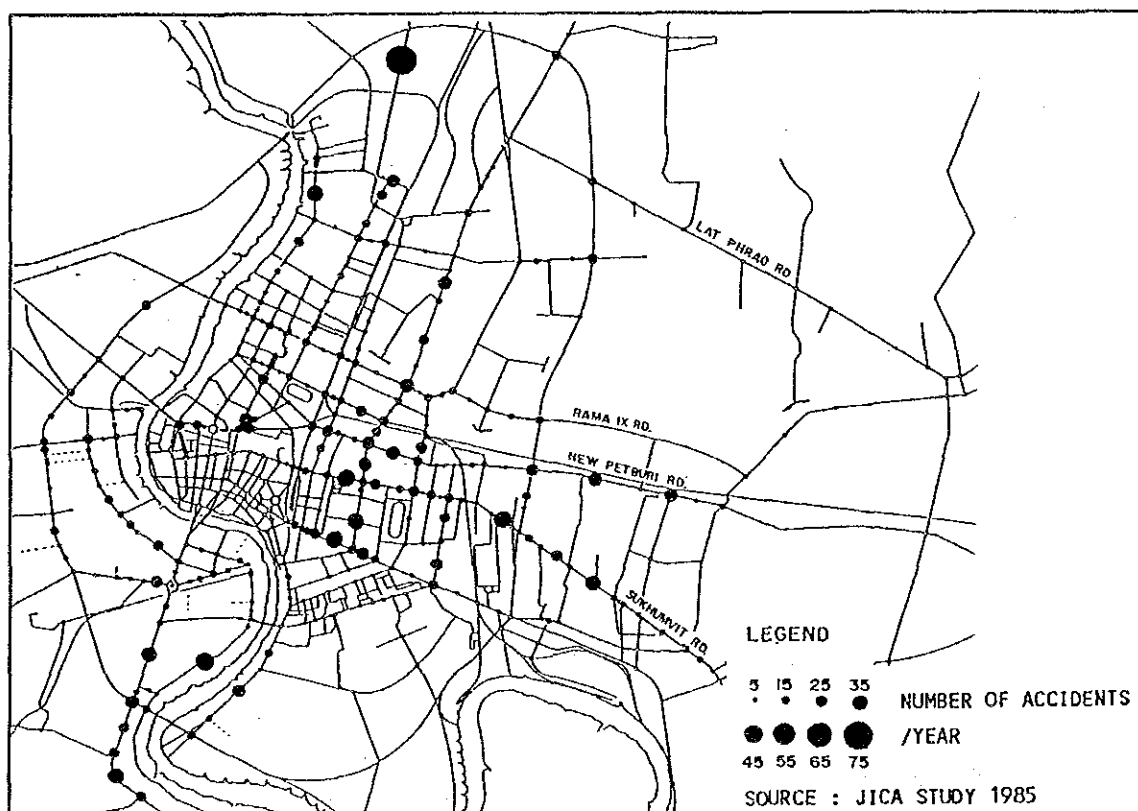 LAT PHRAO RD
RAMA IX RD.
NEW PETBURI RD.
SUKHUMVIT RD.
LEGEND
5 15 25 35
NUMBER OF ACCIDENTS
/YEAR
45 55 65 75
SOURCE : JICA STUDY 1985